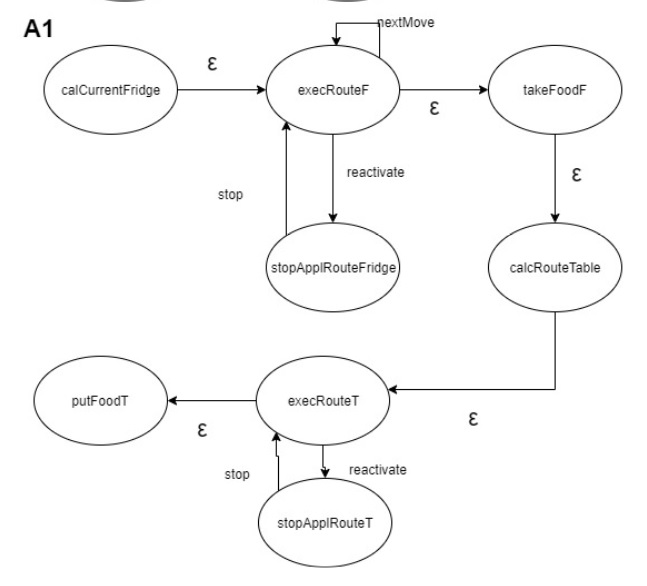 A1
nextMove
calCurrentFridge
ε
execRouteF
ε
takeFoodF
stop
reactivate
ε
stopApplRouteFridge
calcRouteTable
putFoodT
ε
execRouteT
ε
stop
reactivate
stopApplRouteT